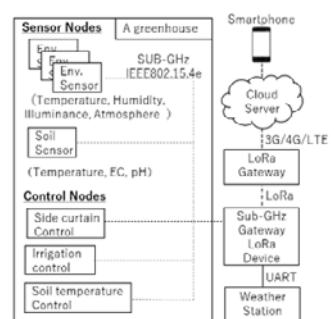 Sensor Nodes
A greenhouse
Env.
Sensor
SUB-GHz
IEEE802.15.4e
(Temperature, Humidity,
Illuminance, Atmosphere )
Soil
Sensor
(Temperature, EC, pH)
Control Nodes
Side curtain
Control
Irrigation
control
Soil temperature
Control
Smartphone
Cloud
Server
3G/4G/LTE
LoRa
Gateway
LoRa
Sub-GHz
Gateway
LoRa
Device
UART
Weather
Station